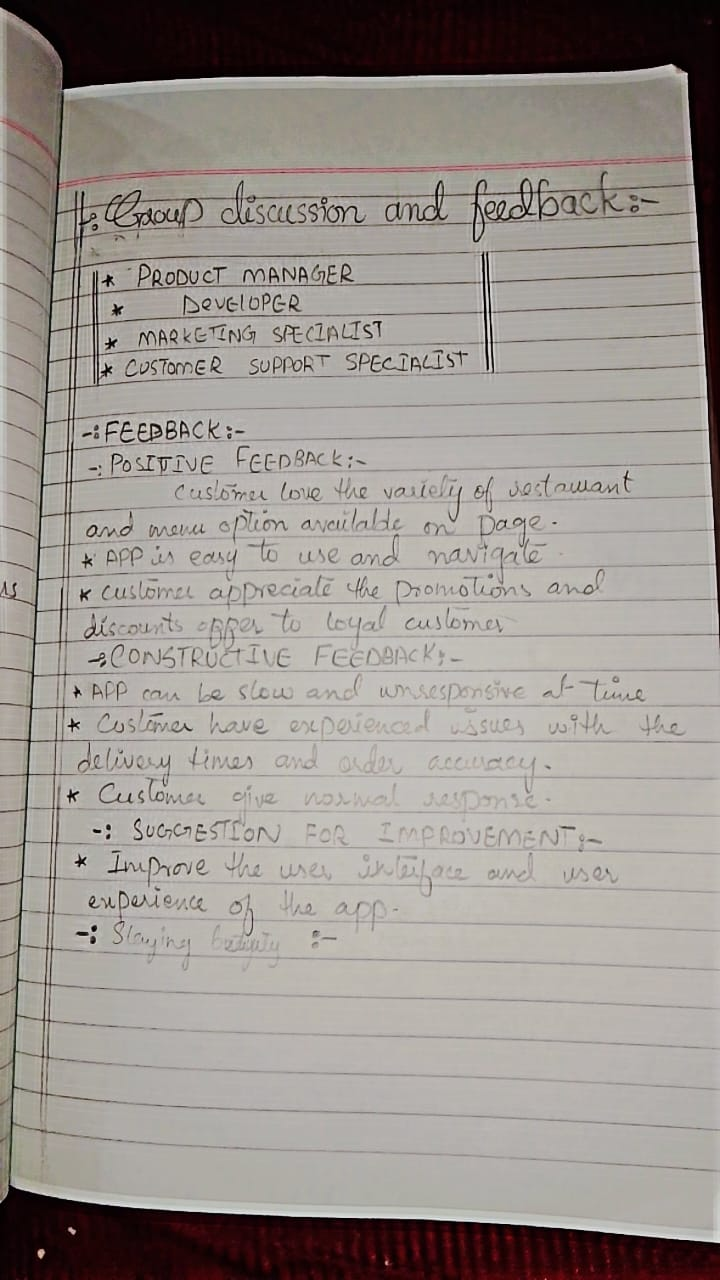 :- Group discussion and feedback:-
* PRODUCT MANAGER
* DEVELOPER
* MARKETING SPECIALIST
* CUSTOMER SUPPORT SPECIALIST
-: FEEDBACK:-
-: POSITIVE FEEDBACK:-
Customer love the variety of restaurant
and menu option available on Page.
* APP is easy to use and navigate.
* customer appreciate the promotions and
discounts offer to loyal customer
-: CONSTRUCTIVE FEEDBACK:-
* APP can be slow and unresponsive at time
* Customer have experienced issues with the
delivery times and order accuracy.
* Customer give normal response.
-: SUGGESTION FOR IMPROVEMENT:-
* Improve the user interface and user
experience of the app-
-: :-